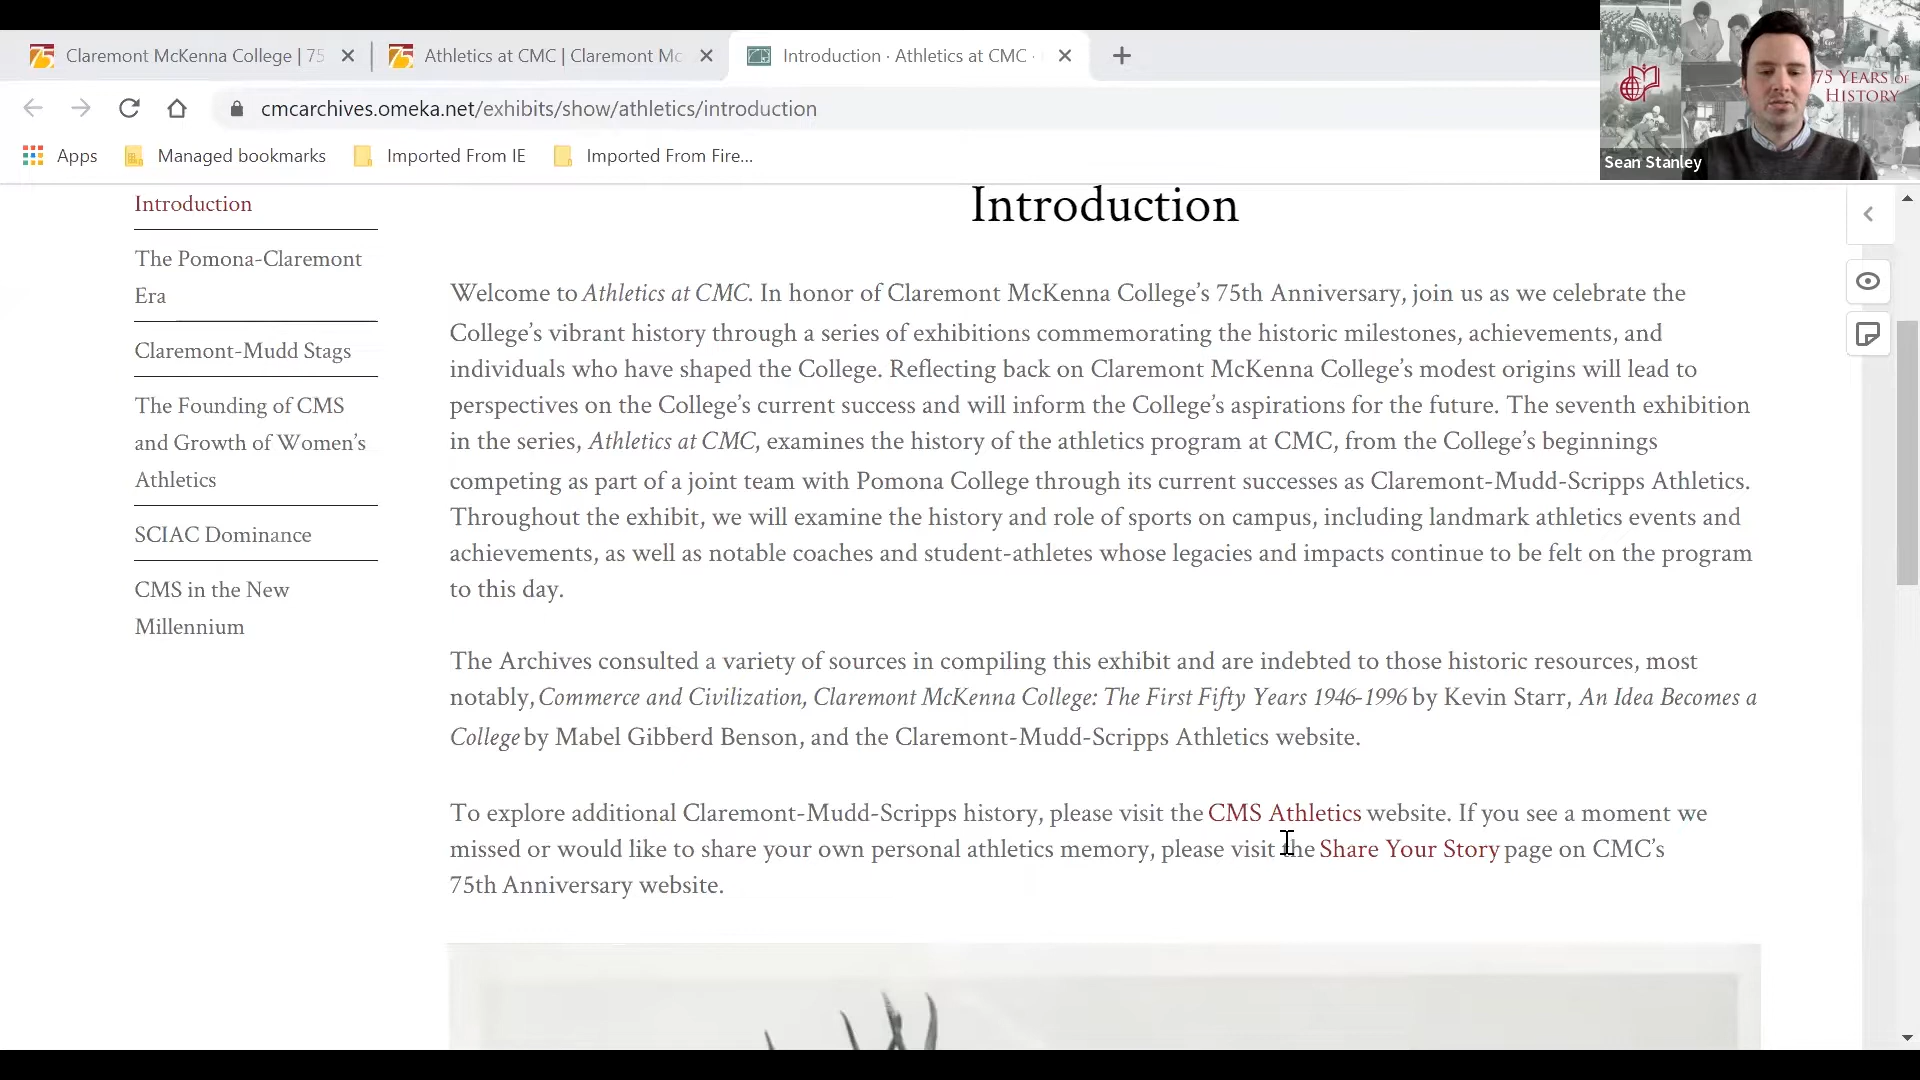 Claremont McKenna College | 75
Athletics at CMC | Claremont Mc
Introduction · Athletics at CMC ·
cmcarchives.omeka.net/exhibits/show/athletics/introduction
Apps
Managed bookmarks
Imported From IE
Imported From Fire...
75 YEARS OF
HISTORY
Sean Stanley
Introduction
The Pomona-Claremont
Era
Claremont-Mudd Stags
The Founding of CMS
and Growth of Women's
Athletics
SCIAC Dominance
CMS in the New
Millennium
Introduction
Welcome to Athletics at CMC. In honor of Claremont McKenna College's 75th Anniversary, join us as we celebrate the
College's vibrant history through a series of exhibitions commemorating the historic milestones, achievements, and
individuals who have shaped the College. Reflecting back on Claremont McKenna College's modest origins will lead to
perspectives on the College's current success and will inform the College's aspirations for the future. The seventh exhibition
in the series, Athletics at CMC, examines the history of the athletics program at CMC, from the College's beginnings
competing as part of a joint team with Pomona College through its current successes as Claremont-Mudd-Scripps Athletics.
Throughout the exhibit, we will examine the history and role of sports on campus, including landmark athletics events and
achievements, as well as notable coaches and student-athletes whose legacies and impacts continue to be felt on the program
to this day.
The Archives consulted a variety of sources in compiling this exhibit and are indebted to those historic resources, most
notably, Commerce and Civilization, Claremont McKenna College: The First Fifty Years 1946-1996 by Kevin Starr, An Idea Becomes a
College by Mabel Gibberd Benson, and the Claremont-Mudd-Scripps Athletics website.
To explore additional Claremont-Mudd-Scripps history, please visit the CMS Athletics website. If you see a moment we
missed or would like to share your own personal athletics memory, please visit the Share Your Story page on CMC's
75th Anniversary website.